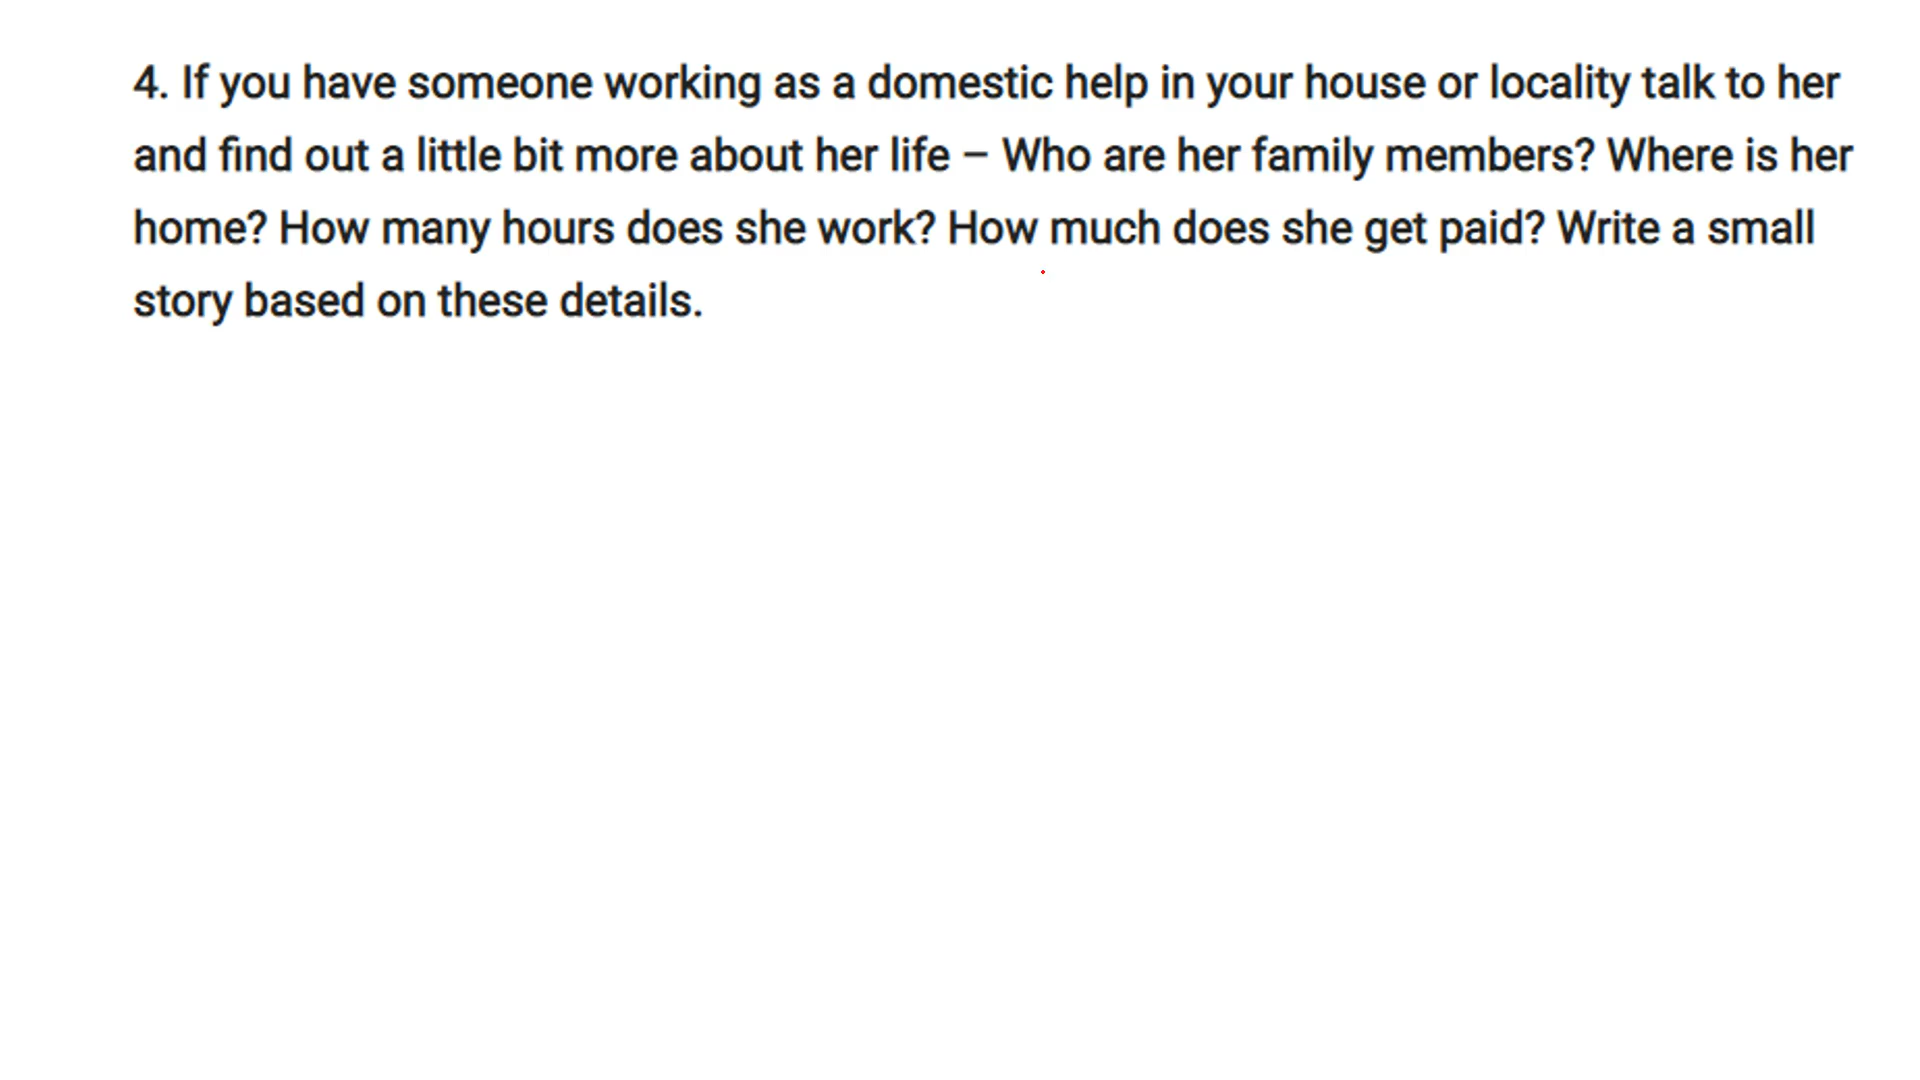 4. If you have someone working as a domestic help in your house or locality talk to her
and find out a little bit more about her life – Who are her family members? Where is her
home? How many hours does she work? How much does she get paid? Write a small
story based on these details.